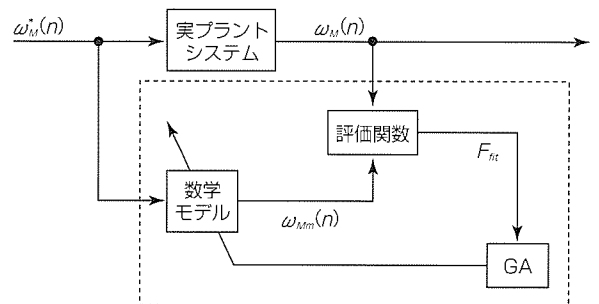 ω*M(n)
実プラント
システム
ωM(n)
評価関数
Ffit
数学
モデル
ωMm(n)
GA